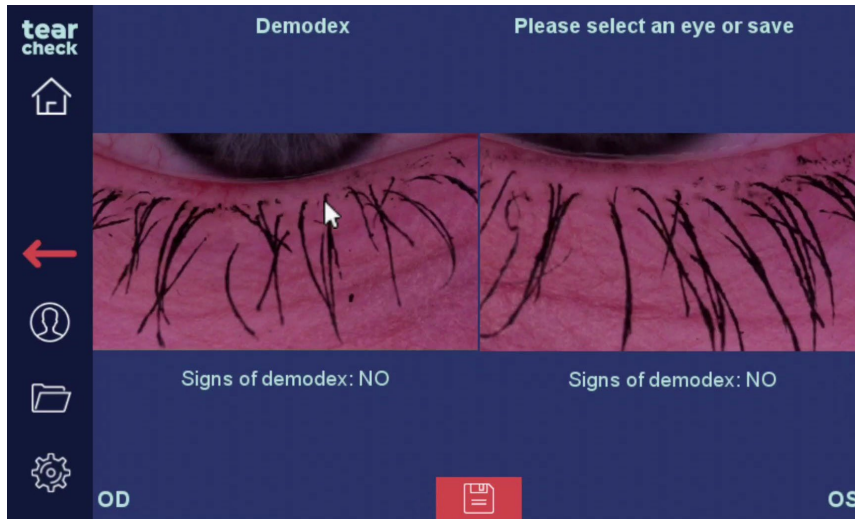 tear
check
Demodex
Please select an eye or save
Signs of demodex: NO
Signs of demodex: NO
OD
OS